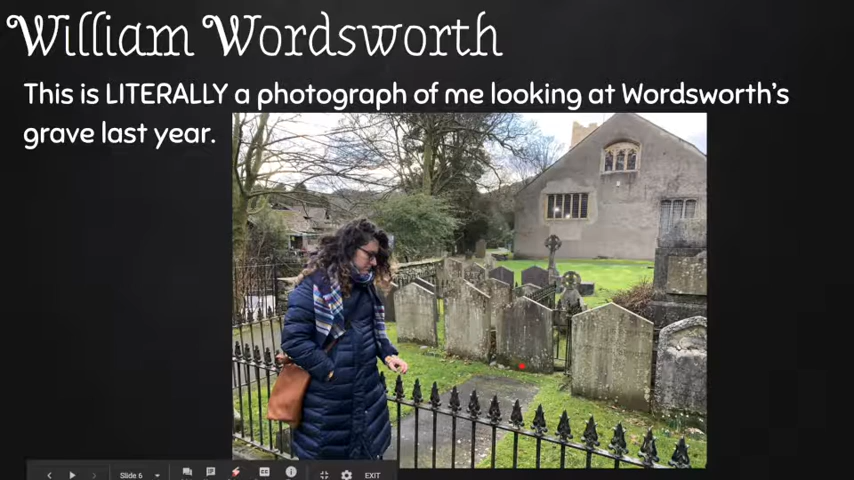 William Wordsworth
This is LITERALLY a photograph of me looking at Wordsworth's
grave last year.
Slide 6
EXIT